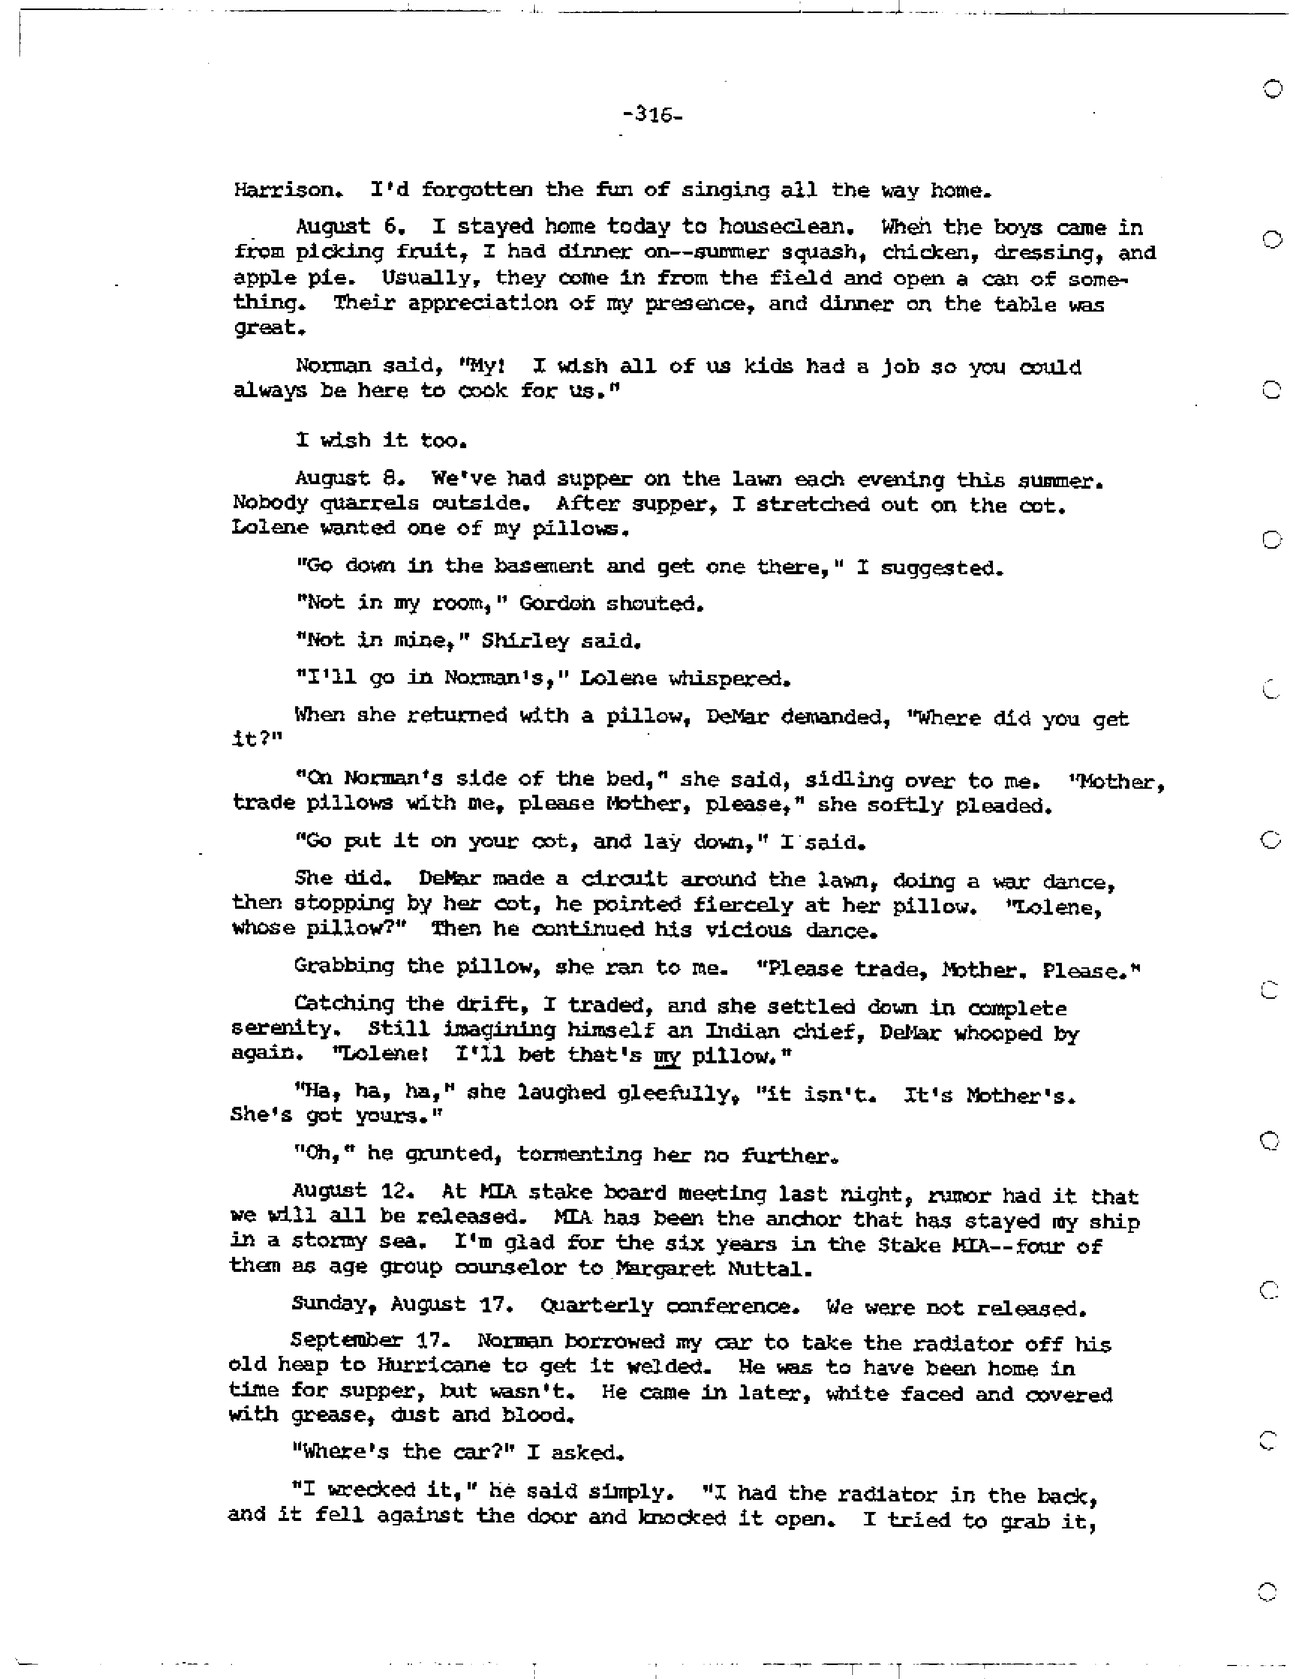 -316-
Harrison. I'd forgotten the fun of singing all the way home.
August 6. I stayed home today to houseclean. When the boys came in
from picking fruit, I had dinner on--summer squash, chicken, dressing, and
apple pie. Usually, they come in from the field and open a can of some-
thing. Their appreciation of my presence, and dinner on the table was
great.
Norman said, "My! I wish all of us kids had a job so you could
always be here to cook for us."
I wish it too.
August 8. We've had supper on the lawn each evening this summer.
Nobody quarrels outside. After supper, I stretched out on the cot.
Lolene wanted one of my pillows.
"Go down in the basement and get one there," I suggested.
"Not in my room," Gordon shouted.
"Not in mine," Shirley said.
"I'll go in Norman's," Lolene whispered.
When she returned with a pillow, DeMar demanded, "Where did you get
it?"
"On Norman's side of the bed," she said, sidling over to me. "Mother,
trade pillows with me, please Mother, please," she softly pleaded.
"Go put it on your cot, and lay down," I said.
She did. DeMar made a circuit around the lawn, doing a war dance,
then stopping by her cot, he pointed fiercely at her pillow. "Lolene,
whose pillow?" Then he continued his vicious dance.
Grabbing the pillow, she ran to me. "Please trade, Mother. Please."
Catching the drift, I traded, and she settled down in complete
serenity. Still imagining himself an Indian chief, DeMar whooped by
again. "Lolene! I'll bet that's my pillow."
"Ha, ha, ha," she laughed gleefully, "it isn't. It's Mother's.
She's got yours."
"Oh," he grunted, tormenting her no further.
August 12. At MIA stake board meeting last night, rumor had it that
we will all be released. MIA has been the anchor that has stayed my ship
in a stormy sea. I'm glad for the six years in the Stake MIA--four of
them as age group counselor to Margaret Nuttal.
Sunday, August 17. Quarterly conference. We were not released.
September 17. Norman borrowed my car to take the radiator off his
old heap to Hurricane to get it welded. He was to have been home in
time for supper, but wasn't. He came in later, white faced and covered
with grease, dust and blood.
"Where's the car?" I asked.
"I wrecked it," he said simply. "I had the radiator in the back,
and it fell against the door and knocked it open. I tried to grab it,